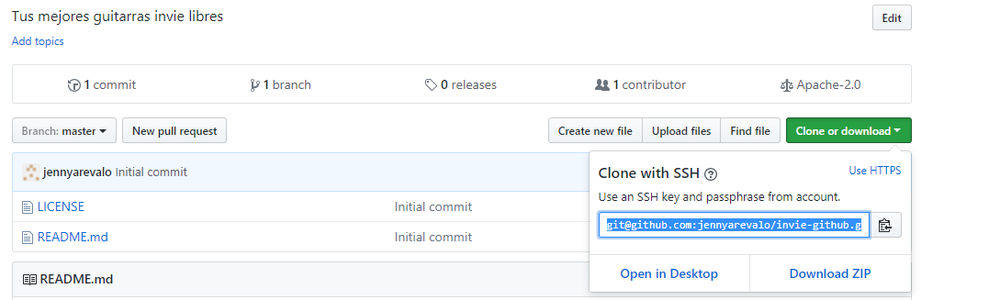 Tus mejores guitarras invie libres
Edit
Add topics
1 commit
1 branch
0 releases
1 contributor
Apache-2.0
Branch: master
New pull request
Create new file
Upload files
Find file
Clone or download
jennyarevalo Initial commit
LICENSE
Initial commit
README.md
Initial commit
README.md
Clone with SSH
Use HTTPS
Use an SSH key and passphrase from account.
git@github.com:jennyarevalo/invie-github.g
Open in Desktop
Download ZIP